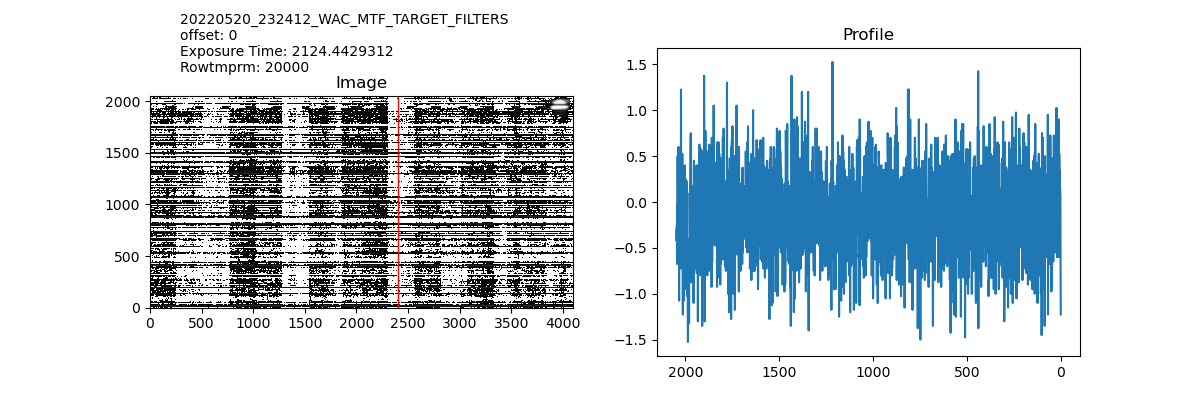 20220520_232412_WAC_MTF_TARGET_FILTERS
offset: 0
Exposure Time: 2124.4429312
Rowtmprm: 20000
Image
2000
1500
1000
500
0
0 500 1000 1500 2000 2500 3000 3500 4000
Profile
1.5
1.0
0.5
0.0
−0.5
−1.0
−1.5
2000 1500 1000 500 0